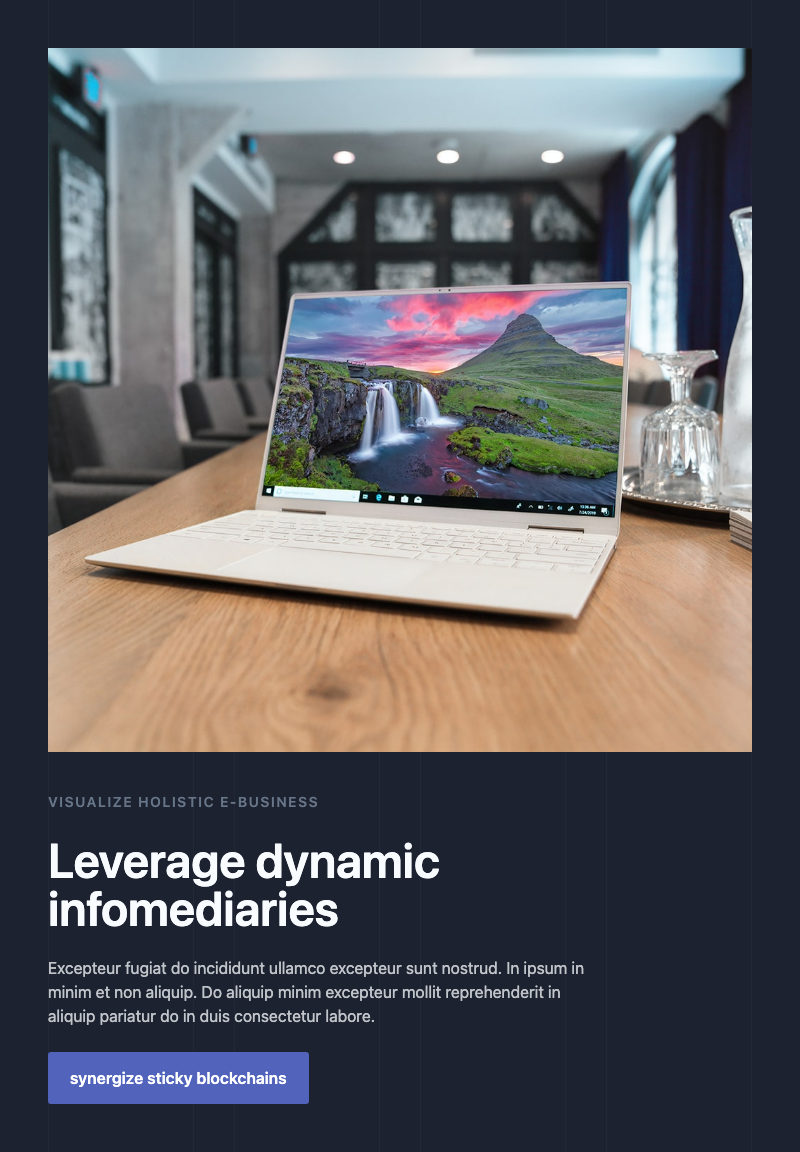 VISUALIZE HOLISTIC E-BUSINESS
Leverage dynamic
infomediaries
Excepteur fugiat do incididunt ullamco excepteur sunt nostrud. In ipsum in
minim et non aliquip. Do aliquip minim excepteur mollit reprehenderit in
aliquip pariatur do in duis consectetur labore.
synergize sticky blockchains